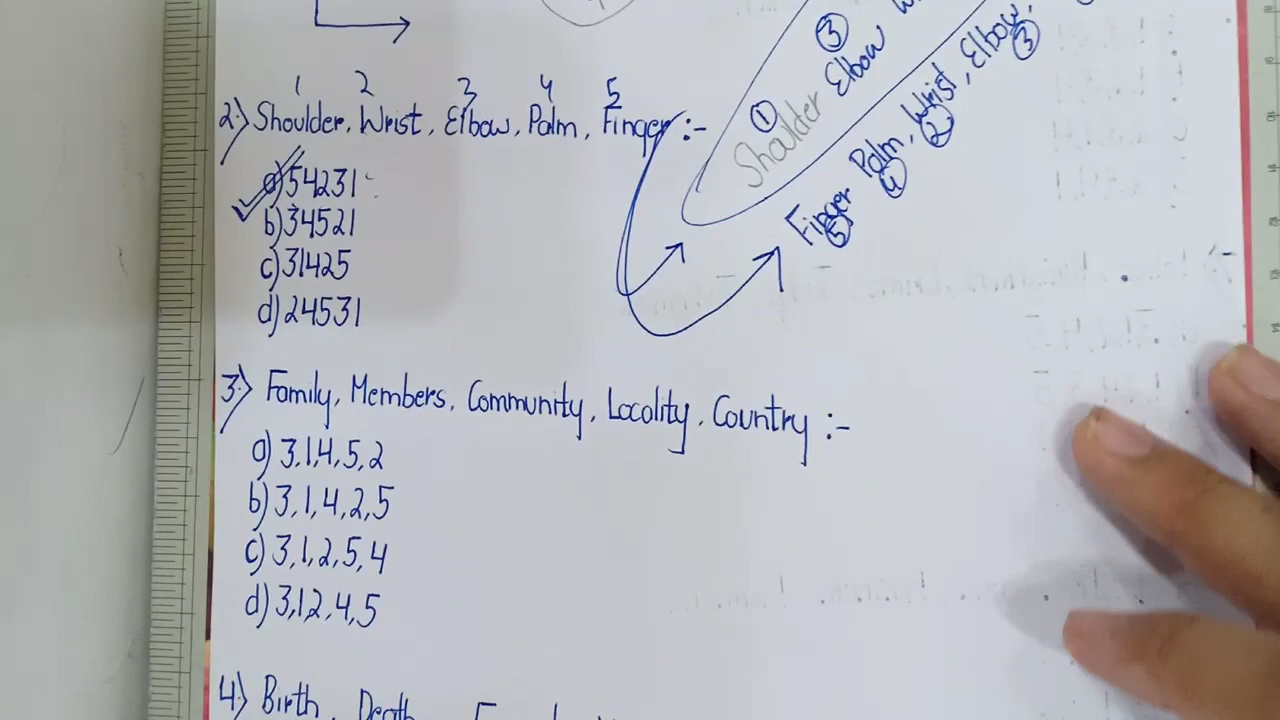 1 2 3 4 5
2) Shoulder, Wrist, Elbow, Palm, Finger :-
a) 54231
b) 34521
c) 31425
d) 24531
③
① Shoulder Elbow
Finger Palm, Wrist, Elbow,
⑤ ④ ② ③
3) Family, Members, Community, Locality, Country :-
a) 3,1,4,5,2
b) 3,1,4,2,5
c) 3,1,2,5,4
d) 3,1,2,4,5
4) Birth, Death